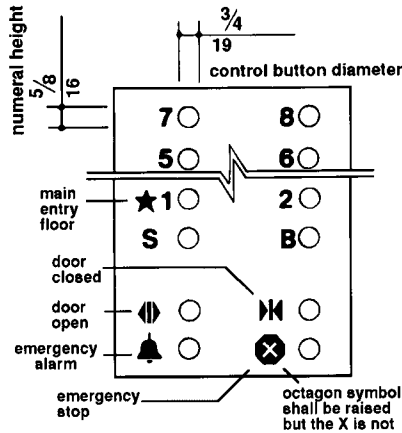 numeral height
5/8
16
3/4
19
control button diameter
7 8
5 6
main
entry
floor
★1 2
S B
door
closed
door
open
emergency
alarm
emergency
stop
octagon symbol
shall be raised
but the X is not